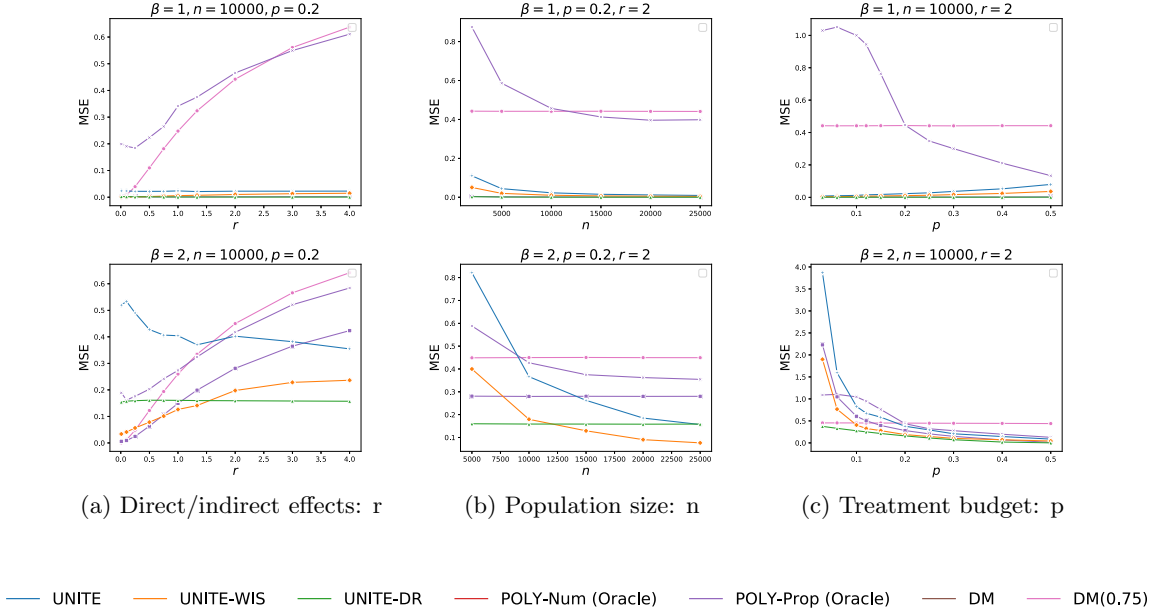 β = 1, n = 10000, p = 0.2
MSE
0.6
0.5
0.4
0.3
0.2
0.1
0.0
0.0 0.5 1.0 1.5 2.0 2.5 3.0 3.5 4.0
r
β = 1, p = 0.2, r = 2
MSE
0.8
0.6
0.4
0.2
0.0
5000 10000 15000 20000 25000
n
β = 1, n = 10000, r = 2
MSE
1.0
0.8
0.6
0.4
0.2
0.0
0.1 0.2 0.3 0.4 0.5
p
β = 2, n = 10000, p = 0.2
MSE
0.6
0.5
0.4
0.3
0.2
0.1
0.0
0.0 0.5 1.0 1.5 2.0 2.5 3.0 3.5 4.0
r
β = 2, p = 0.2, r = 2
MSE
0.8
0.7
0.6
0.5
0.4
0.3
0.2
0.1
5000 7500 10000 12500 15000 17500 20000 22500 25000
n
β = 2, n = 10000, r = 2
MSE
4.0
3.5
3.0
2.5
2.0
1.5
1.0
0.5
0.0
0.1 0.2 0.3 0.4 0.5
p
(a) Direct/indirect effects: r
(b) Population size: n
(c) Treatment budget: p
UNITE UNITE-WIS UNITE-DR POLY-Num (Oracle) POLY-Prop (Oracle) DM DM(0.75)